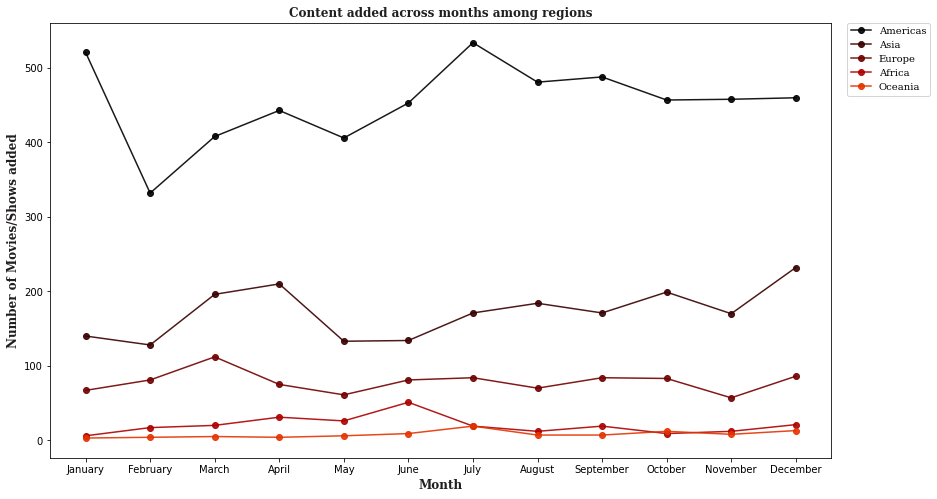 Content added across months among regions
Americas
Asia
Europe
Africa
Oceania
Number of Movies/Shows added
500
400
300
200
100
0
January February March April May June July August September October November December
Month